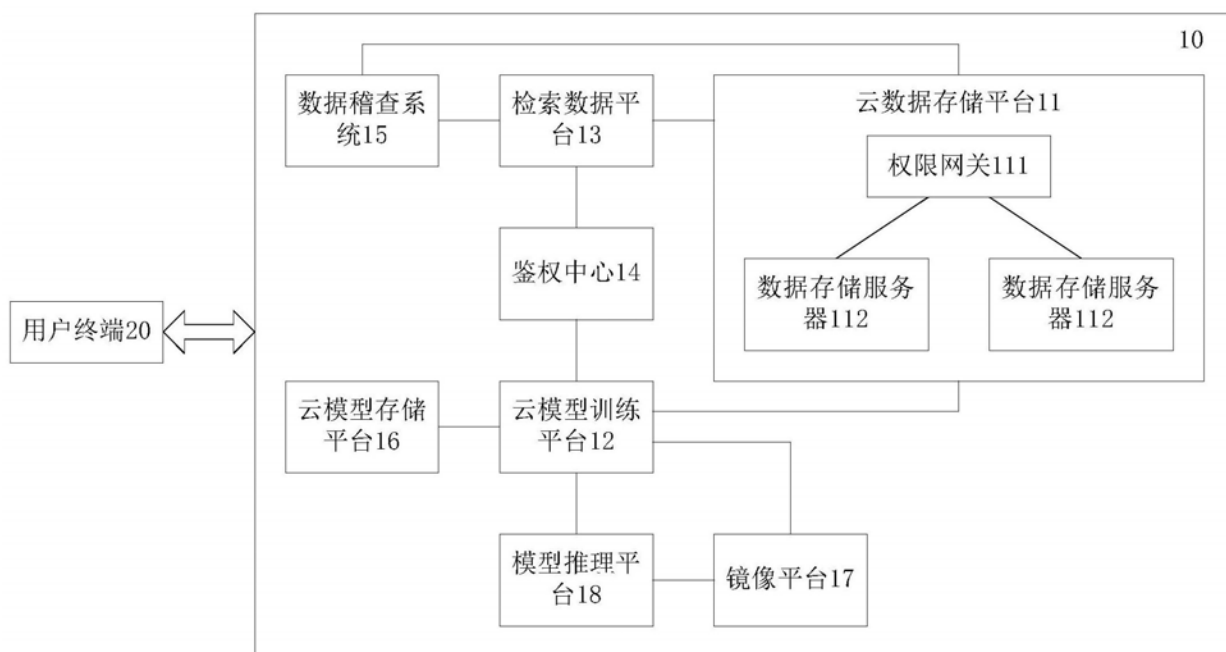 10
数据稽查系
统15
检索数据平
台13
云数据存储平台11
权限网关111
鉴权中心14
数据存储服务
器112
数据存储服务
器112
用户终端20
云模型存储
平台16
云模型训练
平台12
模型推理平
台18
镜像平台17